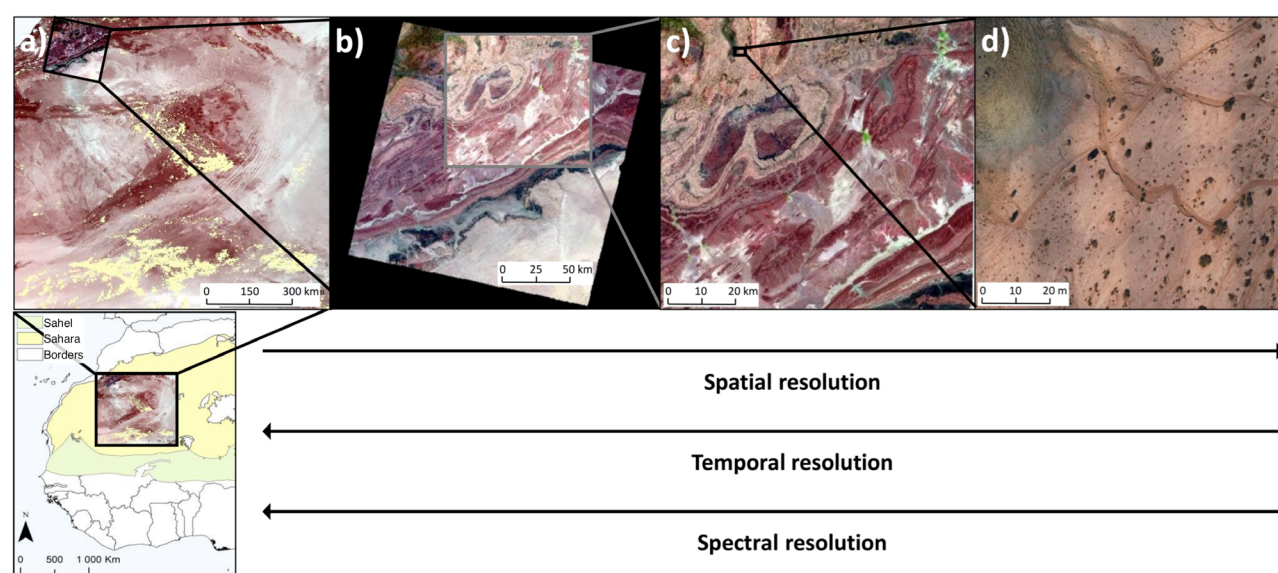 a)
b)
c)
d)
0 150 300 km
0 25 50 km
0 10 20 km
0 10 20 m
Sahel
Sahara
Borders
N
0 500 1 000 Km
Spatial resolution
Temporal resolution
Spectral resolution